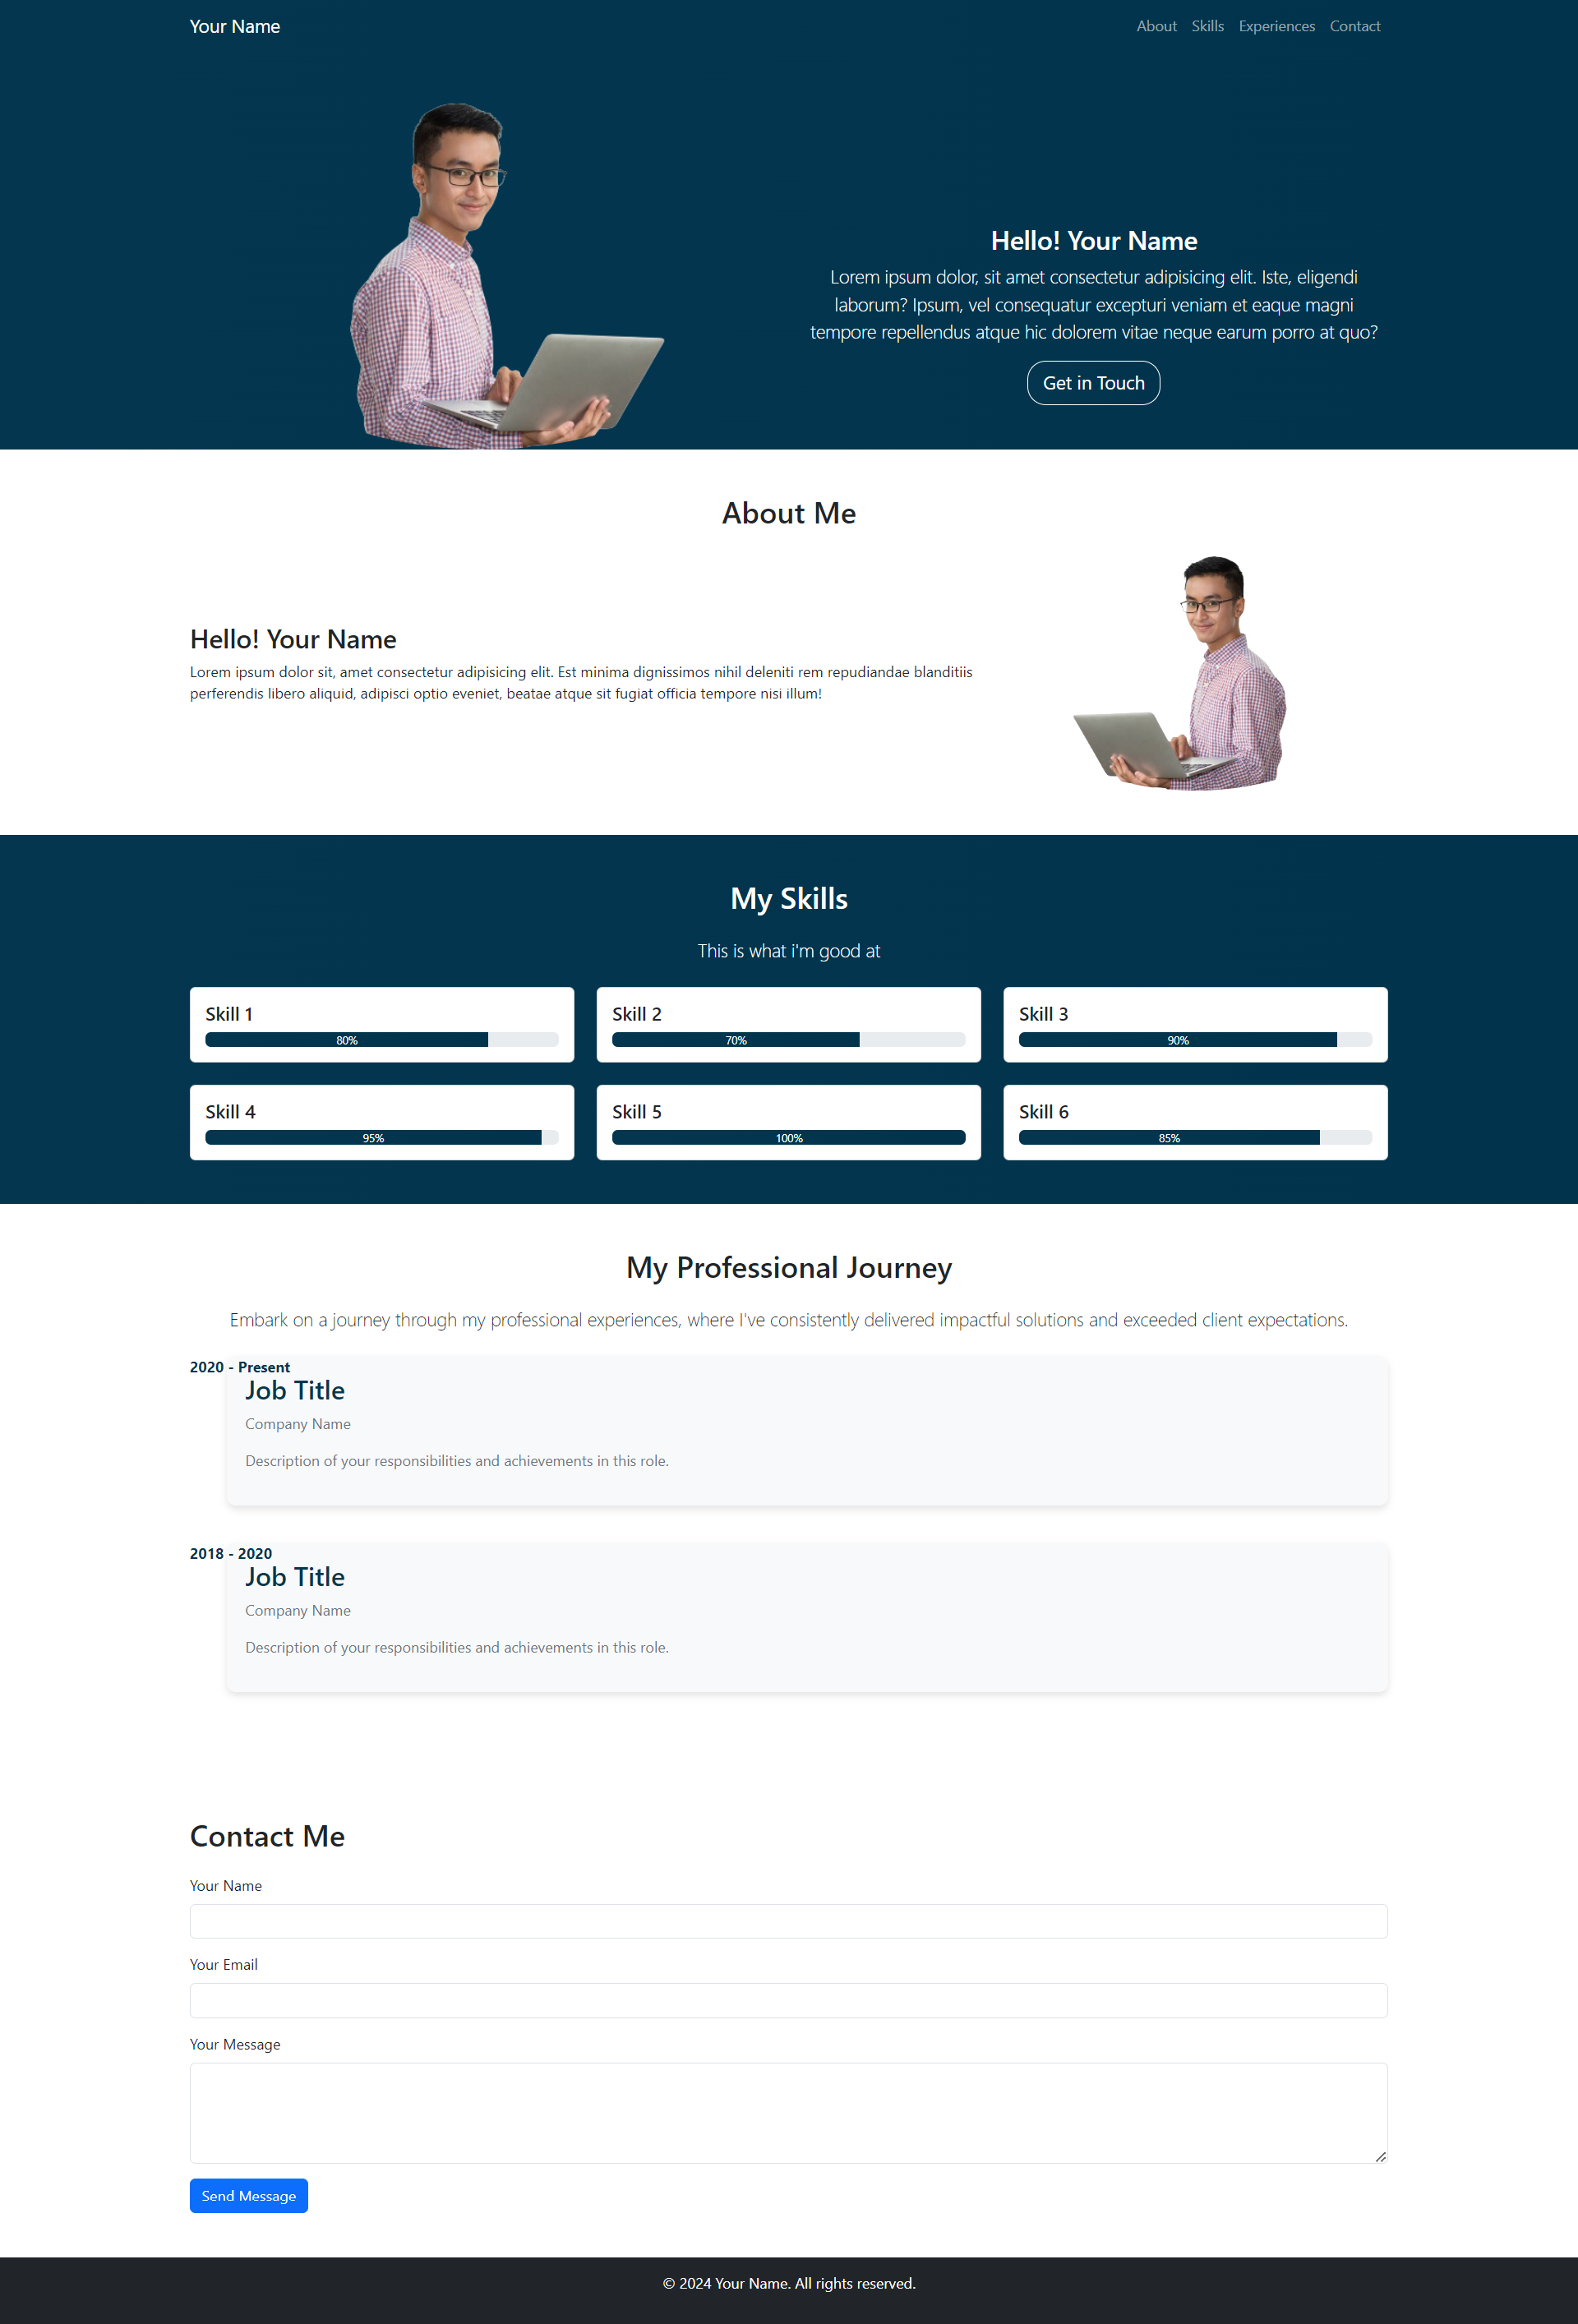 Your Name
About Skills Experiences Contact
Hello! Your Name
Lorem ipsum dolor, sit amet consectetur adipisicing elit. Iste, eligendi
laborum? Ipsum, vel consequatur excepturi veniam et eaque magni
tempore repellendus atque hic dolorem vitae neque earum porro at quo?
Get in Touch
About Me
Hello! Your Name
Lorem ipsum dolor sit, amet consectetur adipisicing elit. Est minima dignissimos nihil deleniti rem repudiandae blanditiis
perferendis libero aliquid, adipisci optio eveniet, beatae atque sit fugiat officia tempore nisi illum!
My Skills
This is what i'm good at
Skill 1
80%
Skill 2
70%
Skill 3
90%
Skill 4
95%
Skill 5
100%
Skill 6
85%
My Professional Journey
Embark on a journey through my professional experiences, where I've consistently delivered impactful solutions and exceeded client expectations.
2020 - Present
Job Title
Company Name
Description of your responsibilities and achievements in this role.
2018 - 2020
Job Title
Company Name
Description of your responsibilities and achievements in this role.
Contact Me
Your Name
Your Email
Your Message
Send Message
© 2024 Your Name. All rights reserved.